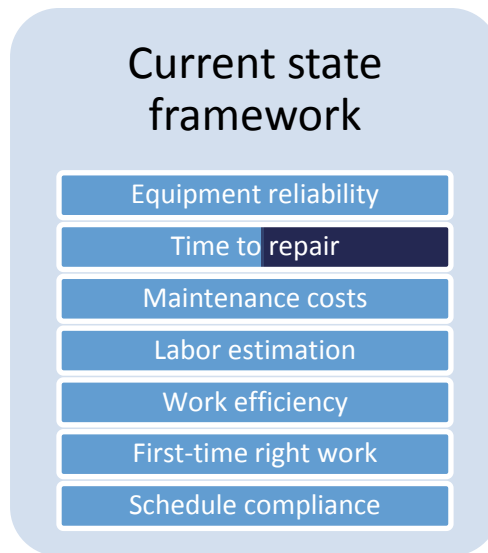 Current state
framework
Equipment reliability
Time to repair
Maintenance costs
Labor estimation
Work efficiency
First-time right work
Schedule compliance